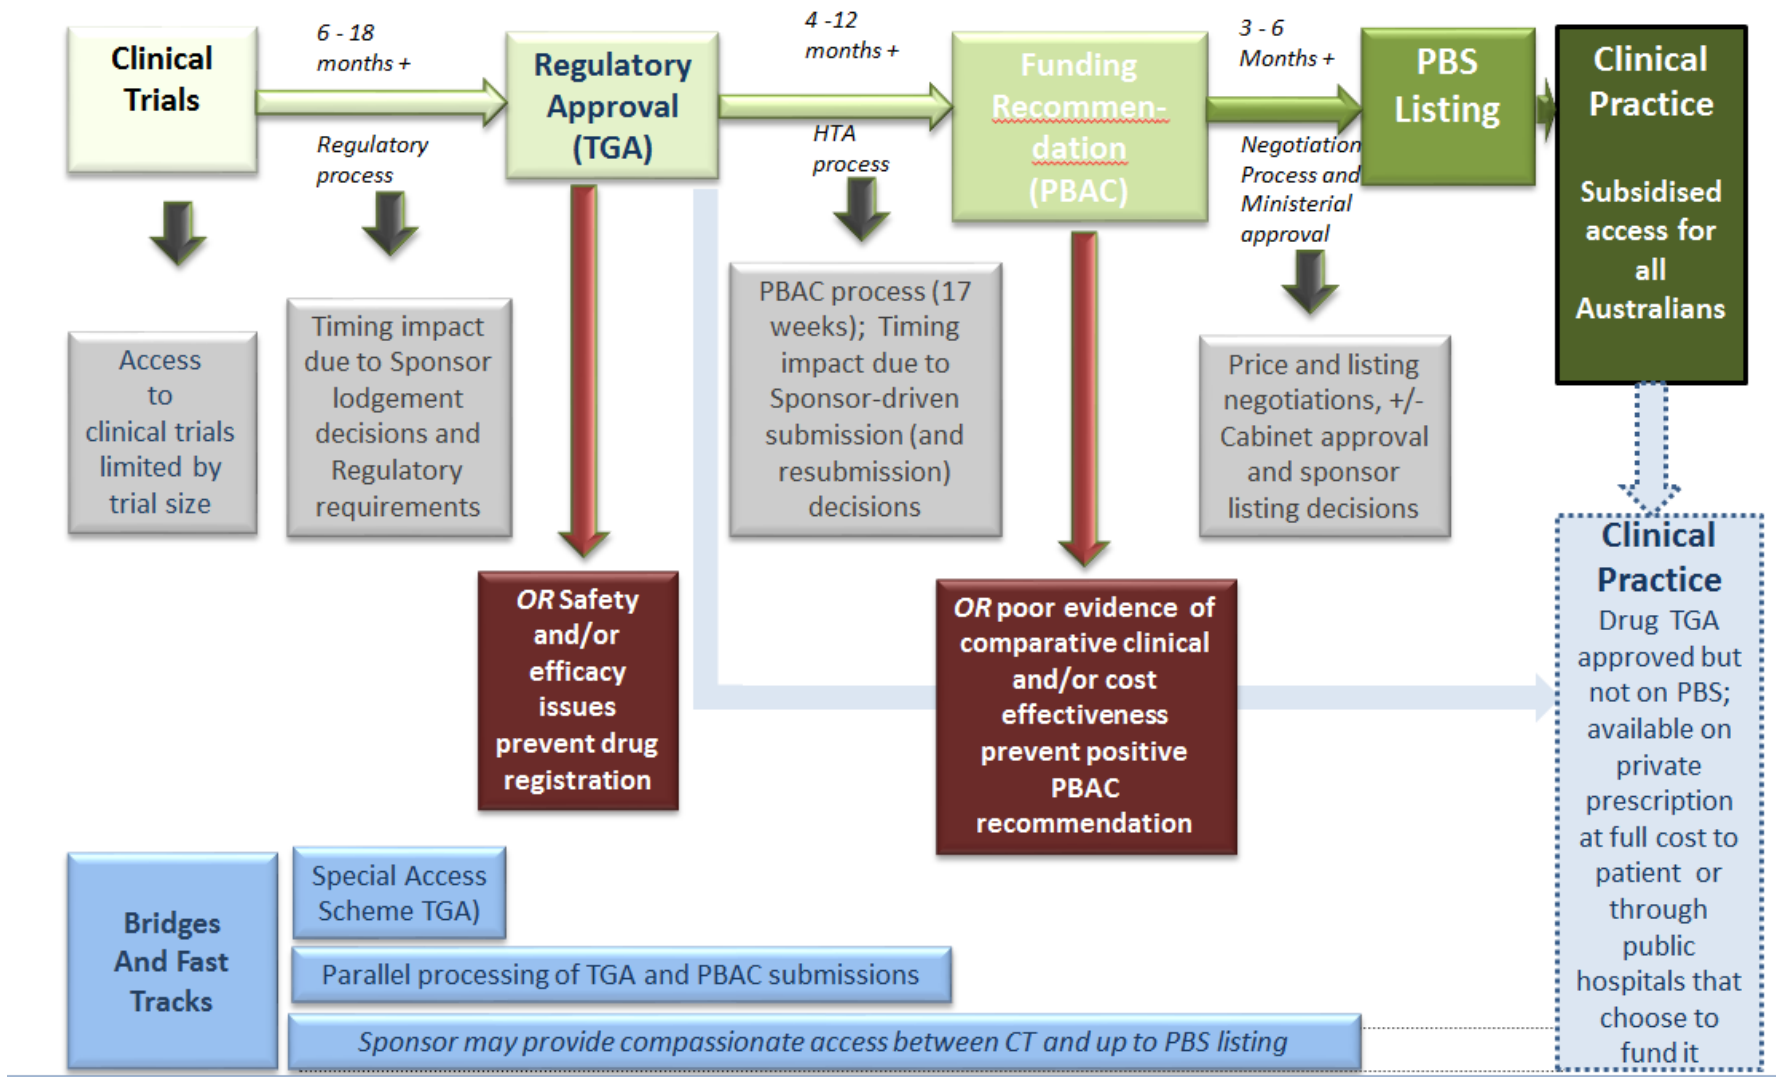 Clinical
Trials
6 - 18
months +
Regulatory
process
Regulatory
Approval
(TGA)
4 -12
months +
HTA
process
Funding
Recommen-
dation
(PBAC)
3 - 6
Months +
Negotiation
Process and
Ministerial
approval
PBS
Listing
Clinical
Practice
Subsidised
access for
all
Australians
Access
to
clinical trials
limited by
trial size
Timing impact
due to Sponsor
lodgement
decisions and
Regulatory
requirements
PBAC process (17
weeks); Timing
impact due to
Sponsor-driven
submission (and
resubmission)
decisions
Price and listing
negotiations, +/-
Cabinet approval
and sponsor
listing decisions
OR Safety
and/or
efficacy
issues
prevent drug
registration
OR poor evidence of
comparative clinical
and/or cost
effectiveness
prevent positive
PBAC
recommendation
Clinical
Practice
Drug TGA
approved but
not on PBS;
available on
private
prescription
at full cost to
patient or
through
public
hospitals that
choose to
fund it
Bridges
And Fast
Tracks
Special Access
Scheme TGA)
Parallel processing of TGA and PBAC submissions
Sponsor may provide compassionate access between CT and up to PBS listing